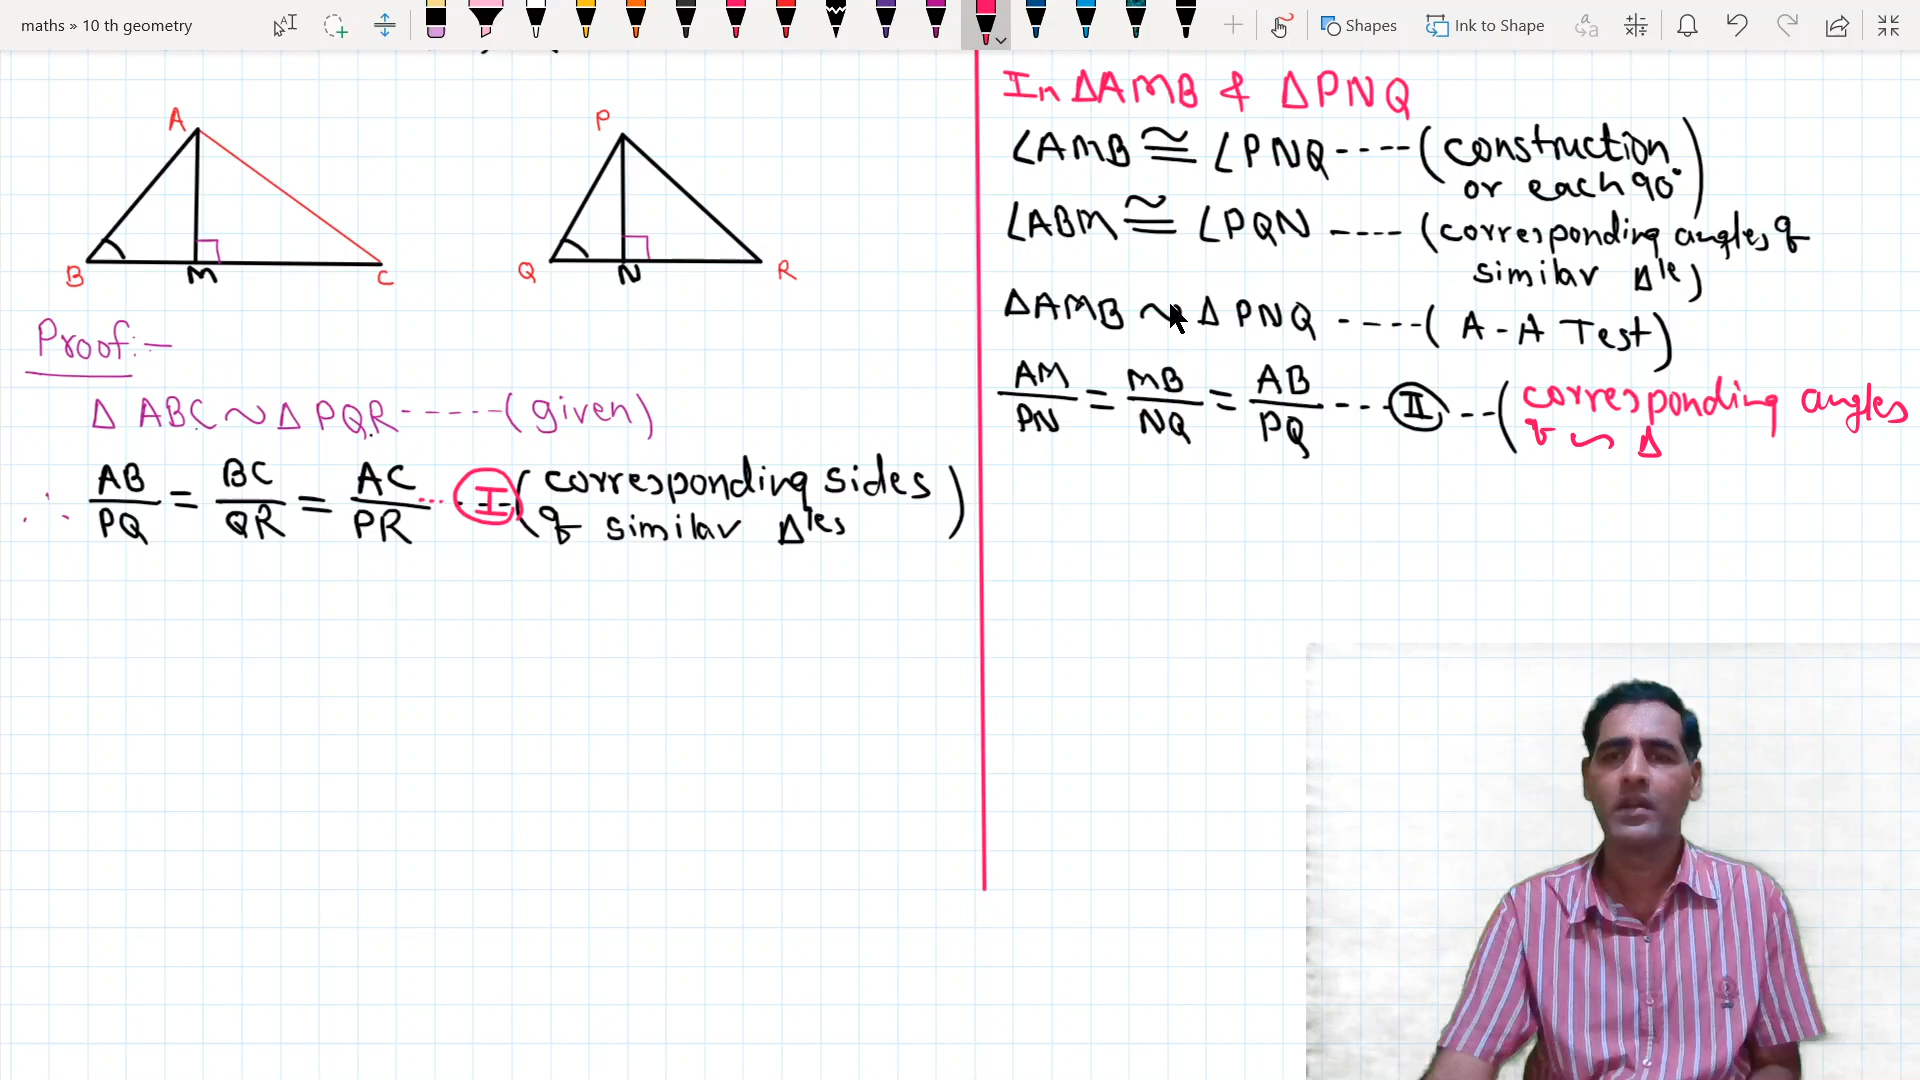 maths » 10 th geometry
Shapes
Ink to Shape
A
B
M
C
P
Q
N
R
Proof:-
Δ ABC ~ Δ PQR ------ (given)
∴ AB/PQ = BC/QR = AC/PR ... I (corresponding sides
of similar Δles)
In ΔAMB & ΔPNQ
∠AMB ≅ ∠PNQ ---- (construction
or each 90°)
∠ABM ≅ ∠PQN ---- (corresponding angles of
similar Δle)
ΔAMB ~ Δ PNQ ---- ( A-A Test)
AM/PN = MB/NQ = AB/PQ --- II -- (corresponding angles
of ~ Δ